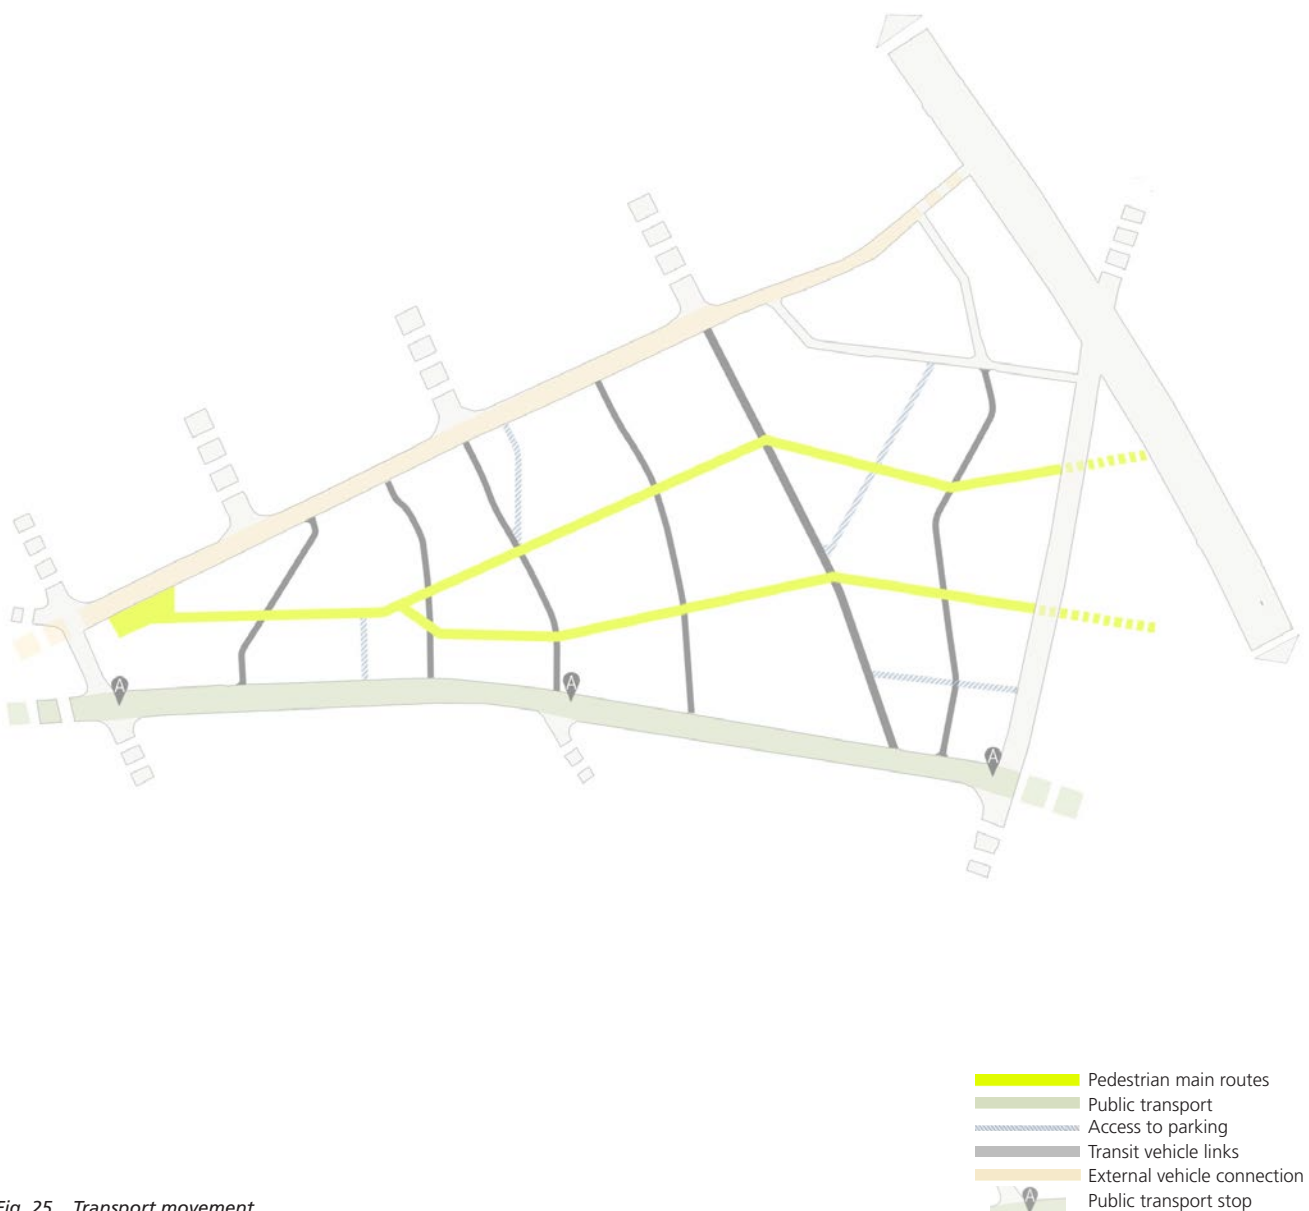 A
A
A
Pedestrian main routes
Public transport
Access to parking
Transit vehicle links
External vehicle connection
A
Public transport stop
Fig. 25 Transport movement